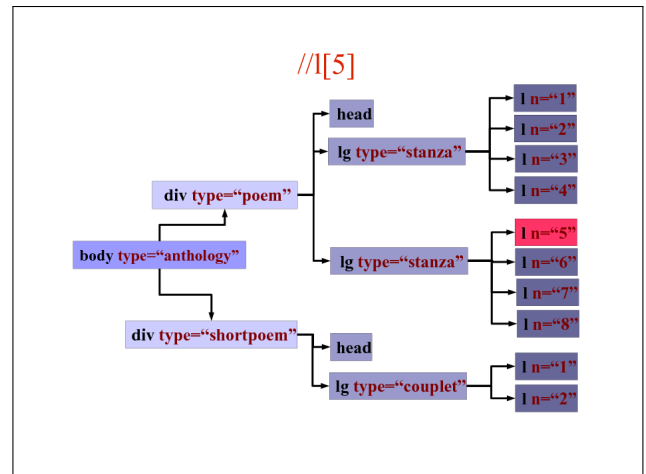 //l[5]
head
lg type=“stanza”
l n=“1”
l n=“2”
l n=“3”
l n=“4”
div type=“poem”
lg type=“stanza”
l n=“5”
l n=“6”
l n=“7”
l n=“8”
body type=“anthology”
div type=“shortpoem”
head
lg type=“couplet”
l n=“1”
l n=“2”